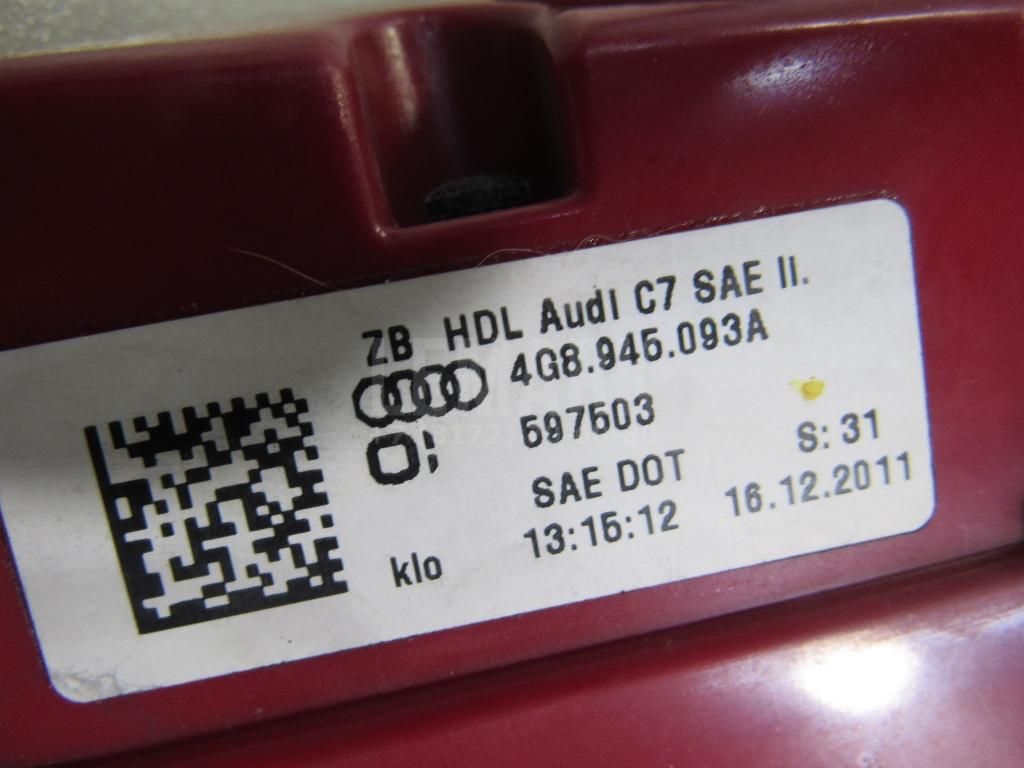 ZB HDL Audi C7 SAE II.
4G8.945.093A
597503
SAE DOT S: 31
klo 13:15:12 16.12.2011